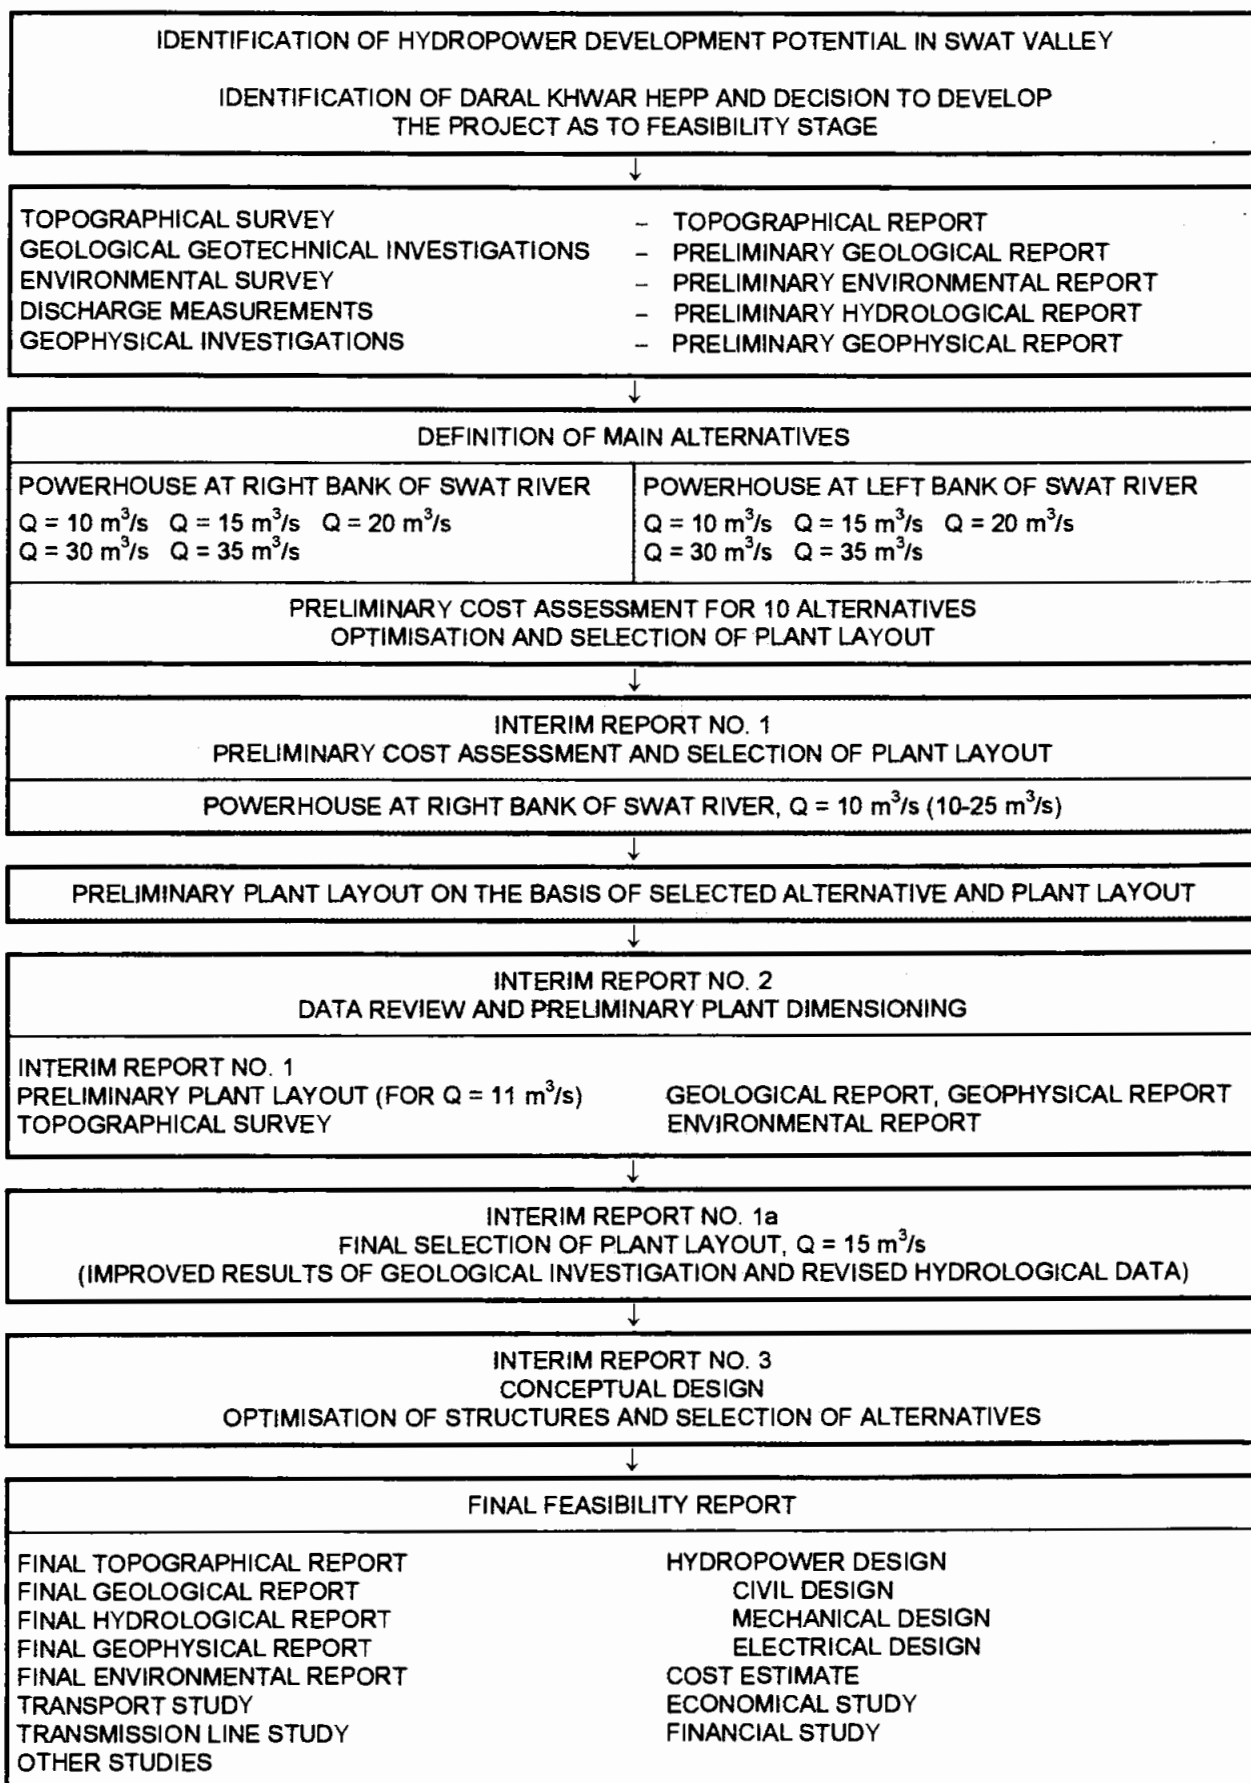 IDENTIFICATION OF HYDROPOWER DEVELOPMENT POTENTIAL IN SWAT VALLEY
IDENTIFICATION OF DARAL KHWAR HEPP AND DECISION TO DEVELOP
THE PROJECT AS TO FEASIBILITY STAGE
↓
TOPOGRAPHICAL SURVEY – TOPOGRAPHICAL REPORT
GEOLOGICAL GEOTECHNICAL INVESTIGATIONS – PRELIMINARY GEOLOGICAL REPORT
ENVIRONMENTAL SURVEY – PRELIMINARY ENVIRONMENTAL REPORT
DISCHARGE MEASUREMENTS – PRELIMINARY HYDROLOGICAL REPORT
GEOPHYSICAL INVESTIGATIONS – PRELIMINARY GEOPHYSICAL REPORT
↓
DEFINITION OF MAIN ALTERNATIVES
POWERHOUSE AT RIGHT BANK OF SWAT RIVER
Q = 10 m³/s Q = 15 m³/s Q = 20 m³/s
Q = 30 m³/s Q = 35 m³/s
POWERHOUSE AT LEFT BANK OF SWAT RIVER
Q = 10 m³/s Q = 15 m³/s Q = 20 m³/s
Q = 30 m³/s Q = 35 m³/s
PRELIMINARY COST ASSESSMENT FOR 10 ALTERNATIVES
OPTIMISATION AND SELECTION OF PLANT LAYOUT
↓
INTERIM REPORT NO. 1
PRELIMINARY COST ASSESSMENT AND SELECTION OF PLANT LAYOUT
POWERHOUSE AT RIGHT BANK OF SWAT RIVER, Q = 10 m³/s (10-25 m³/s)
↓
PRELIMINARY PLANT LAYOUT ON THE BASIS OF SELECTED ALTERNATIVE AND PLANT LAYOUT
↓
INTERIM REPORT NO. 2
DATA REVIEW AND PRELIMINARY PLANT DIMENSIONING
INTERIM REPORT NO. 1
PRELIMINARY PLANT LAYOUT (FOR Q = 11 m³/s)
TOPOGRAPHICAL SURVEY
GEOLOGICAL REPORT, GEOPHYSICAL REPORT
ENVIRONMENTAL REPORT
↓
INTERIM REPORT NO. 1a
FINAL SELECTION OF PLANT LAYOUT, Q = 15 m³/s
(IMPROVED RESULTS OF GEOLOGICAL INVESTIGATION AND REVISED HYDROLOGICAL DATA)
↓
INTERIM REPORT NO. 3
CONCEPTUAL DESIGN
OPTIMISATION OF STRUCTURES AND SELECTION OF ALTERNATIVES
↓
FINAL FEASIBILITY REPORT
FINAL TOPOGRAPHICAL REPORT
FINAL GEOLOGICAL REPORT
FINAL HYDROLOGICAL REPORT
FINAL GEOPHYSICAL REPORT
FINAL ENVIRONMENTAL REPORT
TRANSPORT STUDY
TRANSMISSION LINE STUDY
OTHER STUDIES
HYDROPOWER DESIGN
CIVIL DESIGN
MECHANICAL DESIGN
ELECTRICAL DESIGN
COST ESTIMATE
ECONOMICAL STUDY
FINANCIAL STUDY